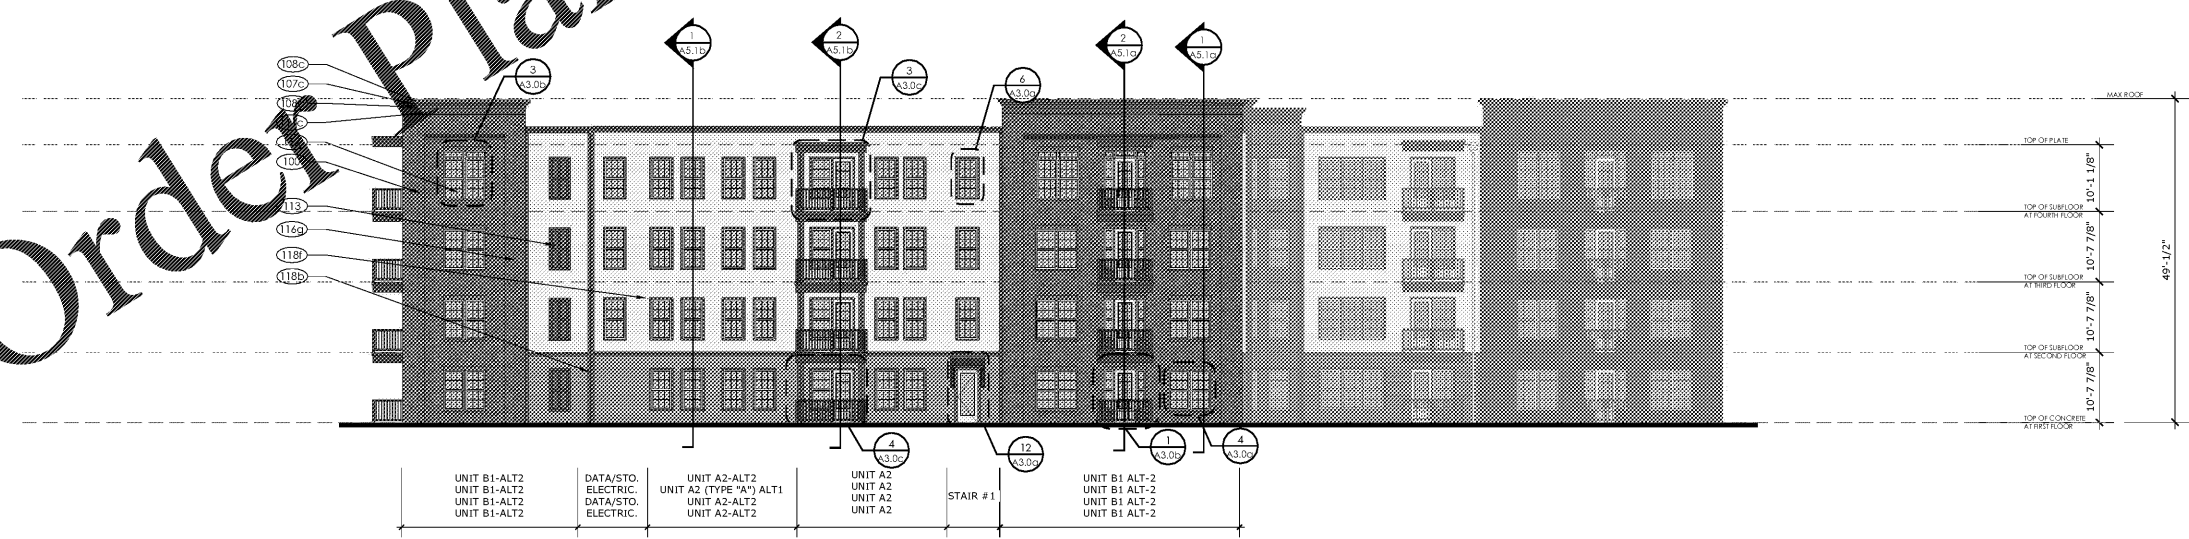 Order Pla
1
A5.1b
2
A5.1b
2
A5.1a
1
A5.1a
3
A3.0b
3
A3.0c
6
A3.0a
108c
107c
113
116g
118f
118b
MAX ROOF
TOP OF PLATE
10'-1 1/8"
TOP OF SUBFLOOR
AT FOURTH FLOOR
10'-7 7/8"
TOP OF SUBFLOOR
AT THIRD FLOOR
10'-7 7/8"
TOP OF SUBFLOOR
AT SECOND FLOOR
10'-7 7/8"
TOP OF CONCRETE
AT FIRST FLOOR
49'-1/2"
4
A3.0c
12
A3.0a
1
A3.0b
4
A3.0a
UNIT B1-ALT2
UNIT B1-ALT2
UNIT B1-ALT2
UNIT B1-ALT2
DATA/STO.
ELECTRIC.
DATA/STO.
ELECTRIC.
UNIT A2-ALT2
UNIT A2 (TYPE "A") ALT1
UNIT A2-ALT2
UNIT A2-ALT2
UNIT A2
UNIT A2
UNIT A2
UNIT A2
STAIR #1
UNIT B1 ALT-2
UNIT B1 ALT-2
UNIT B1 ALT-2
UNIT B1 ALT-2